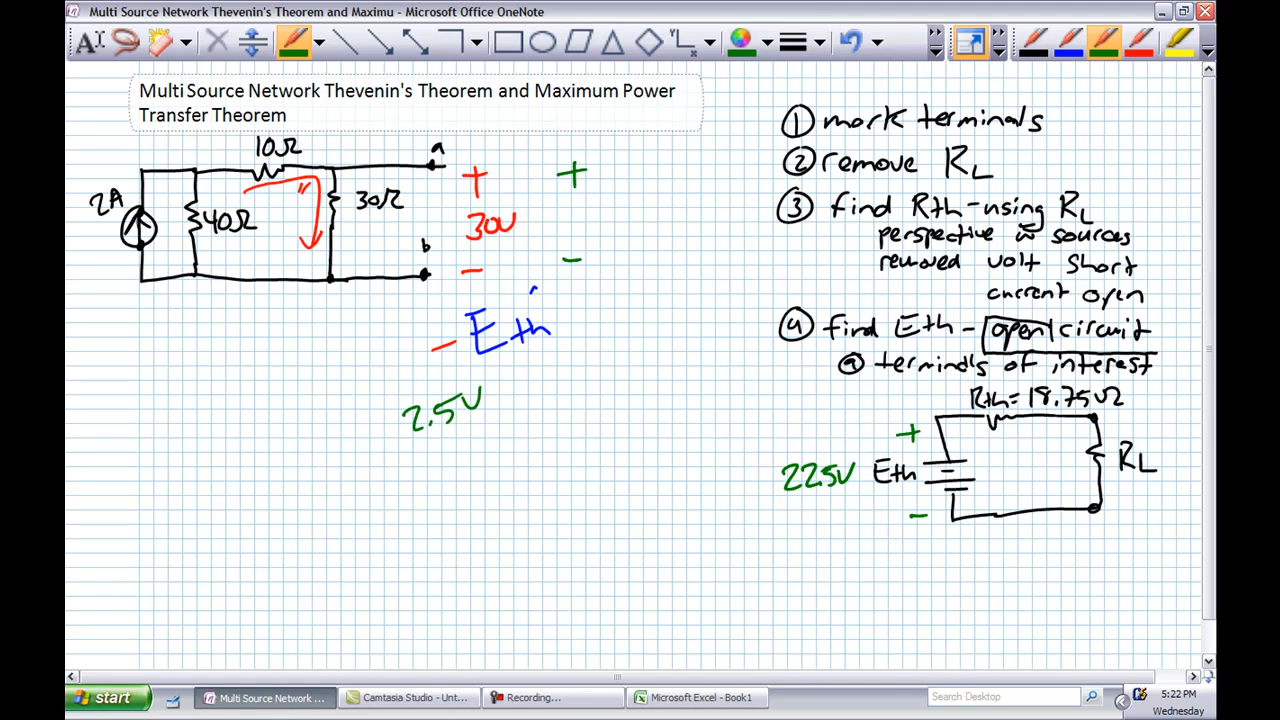 Multi Source Network Thevenin's Theorem and Maximu - Microsoft Office OneNote
Multi Source Network Thevenin's Theorem and Maximum Power
Transfer Theorem
10Ω
a
2A
40Ω
30Ω
+
30V
-
+
-
b
Eth
-
2.5V
① mark terminals
② remove RL
③ find Rth-using RL
perspective w sources
removed volt short
current open
④ find Eth - open circuit
@ terminals of interest
Rth=18.75Ω
+
22.5V Eth
-
RL
start
Multi Source Network ...
Camtasia Studio - Unt...
Recording...
Microsoft Excel - Book1
Search Desktop
5:22 PM
Wednesday